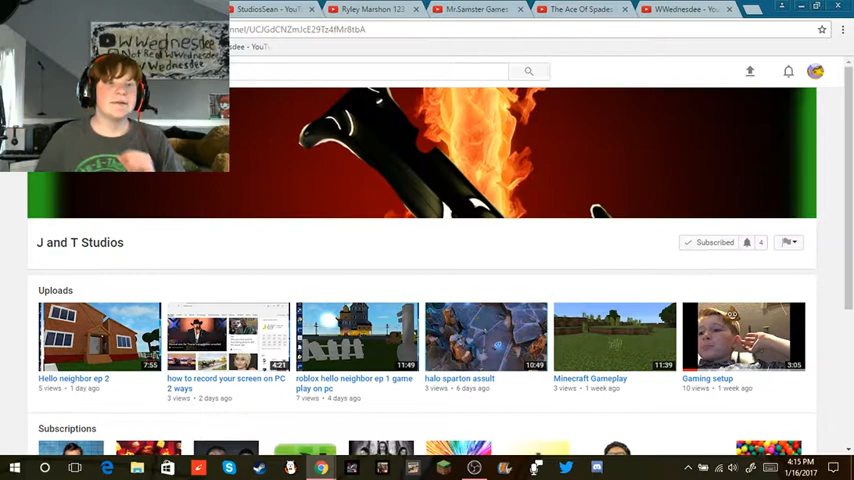 StudiosSean - YouT
Ryley Marshon 123
Mr.Samster Games
The Ace Of Spades
WWednesdee - You
nnel/UCJGdCNZmJcE29Tz4fMr8tbA
sdee - YouT
WWednesdee
Not Real WWednesdee
WWednesdee
J and T Studios
Subscribed 4
Uploads
7:55
4:21
11:49
10:49
11:39
3:05
Hello neighbor ep 2
5 views • 1 day ago
how to record your screen on PC
2 ways
3 views • 2 days ago
roblox hello neighbor ep 1 game
play on pc
7 views • 4 days ago
halo sparton assult
3 views • 6 days ago
Minecraft Gameplay
3 views • 1 week ago
Gaming setup
10 views • 1 week ago
Subscriptions
4:15 PM
1/16/2017